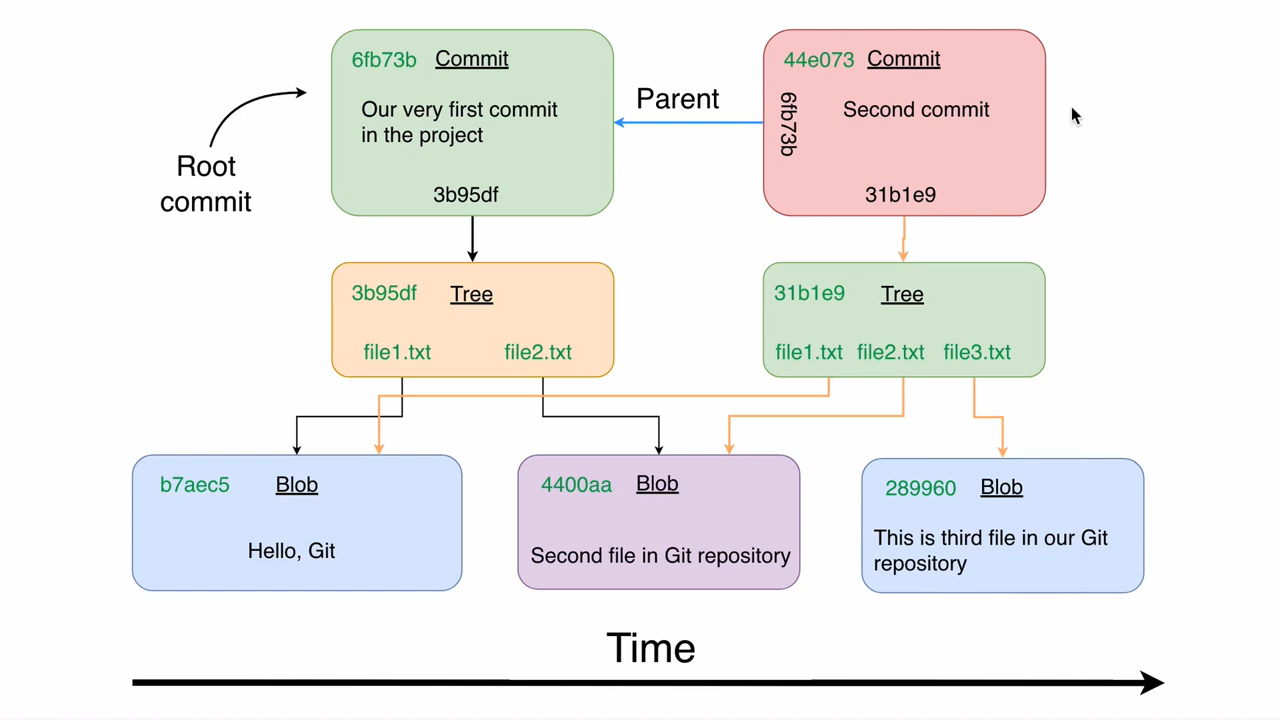 6fb73b Commit
Our very first commit
in the project
3b95df
44e073 Commit
6fb73b
Second commit
31b1e9
Parent
Root
commit
3b95df Tree
file1.txt file2.txt
31b1e9 Tree
file1.txt file2.txt file3.txt
b7aec5 Blob
Hello, Git
4400aa Blob
Second file in Git repository
289960 Blob
This is third file in our Git
repository
Time